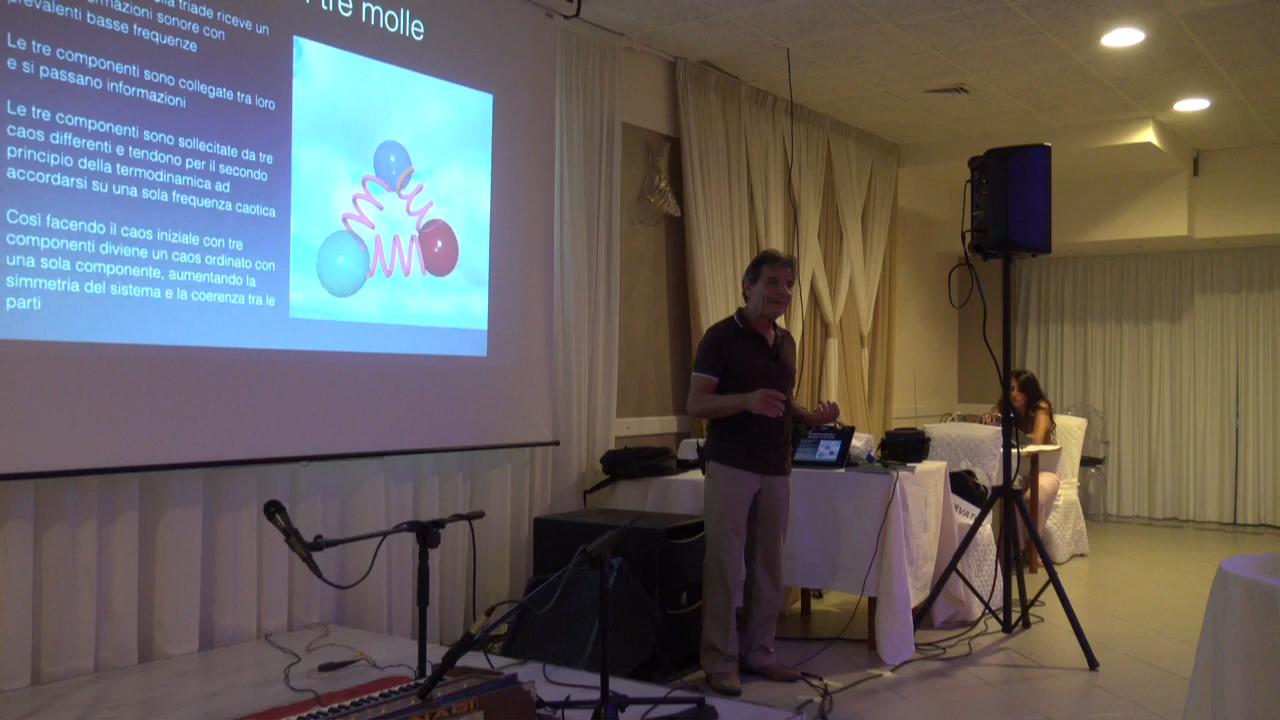 tre molle
triade riceve un
sonore con
prevalenti basse frequenze
Le tre componenti sono collegate tra loro
e si passano informazioni
Le tre componenti sono sollecitate da tre
caos differenti e tendono per il secondo
principio della termodinamica ad
accordarsi su una sola frequenza caotica
Così facendo il caos iniziale con tre
componenti diviene un caos ordinato con
una sola componente, aumentando la
simmetria del sistema e la coerenza tra le
parti